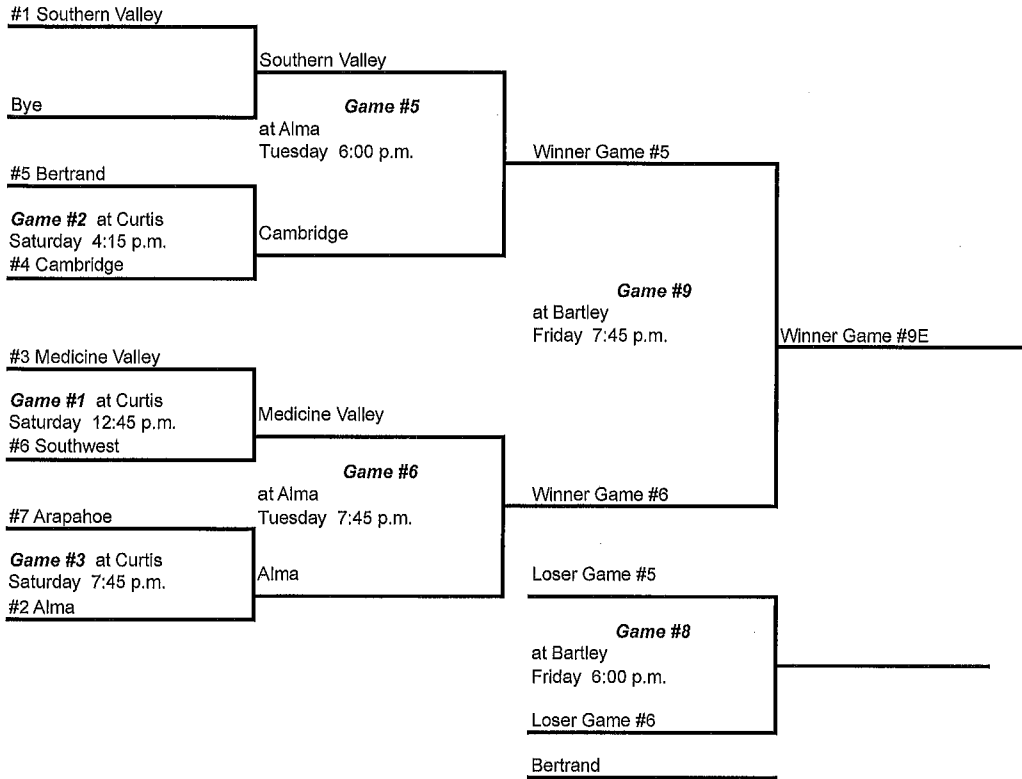 #1 Southern Valley
Southern Valley
Bye
Game #5
at Alma
Tuesday 6:00 p.m.
Winner Game #5
#5 Bertrand
Game #2 at Curtis
Saturday 4:15 p.m.
#4 Cambridge
Cambridge
Game #9
at Bartley
Friday 7:45 p.m.
Winner Game #9E
#3 Medicine Valley
Game #1 at Curtis
Saturday 12:45 p.m.
#6 Southwest
Medicine Valley
Game #6
at Alma
Tuesday 7:45 p.m.
Winner Game #6
#7 Arapahoe
Game #3 at Curtis
Saturday 7:45 p.m.
#2 Alma
Alma
Loser Game #5
Game #8
at Bartley
Friday 6:00 p.m.
Loser Game #6
Bertrand